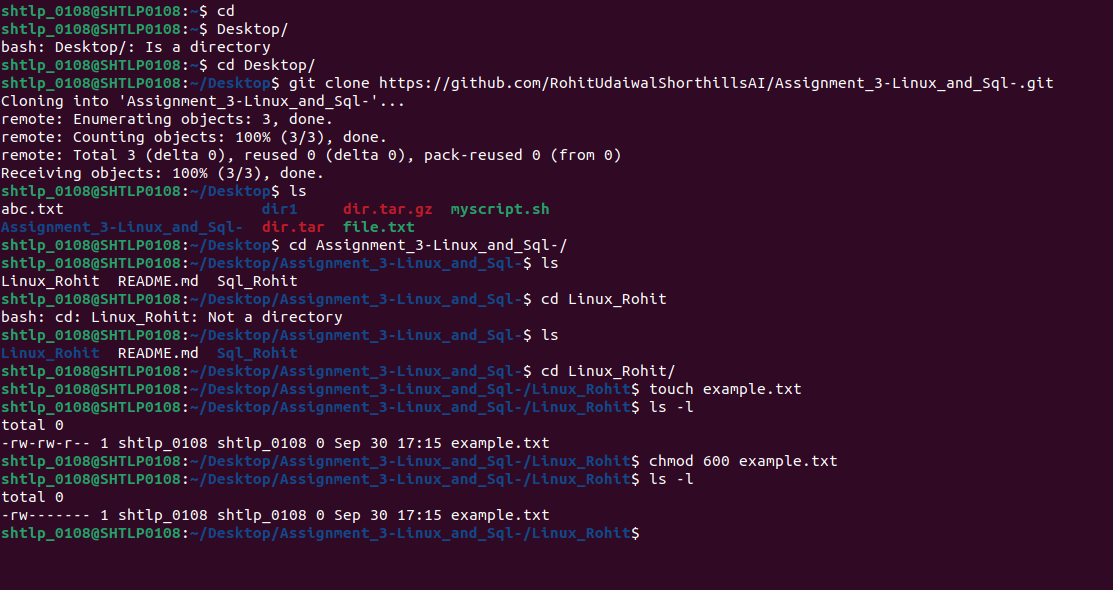 shtlp_0108@SHTLP0108:~$ cd
shtlp_0108@SHTLP0108:~$ Desktop/
bash: Desktop/: Is a directory
shtlp_0108@SHTLP0108:~$ cd Desktop/
shtlp_0108@SHTLP0108:~/Desktop$ git clone https://github.com/RohitUdaiwalShorthillsAI/Assignment_3-Linux_and_Sql-.git
Cloning into 'Assignment_3-Linux_and_Sql-'...
remote: Enumerating objects: 3, done.
remote: Counting objects: 100% (3/3), done.
remote: Total 3 (delta 0), reused 0 (delta 0), pack-reused 0 (from 0)
Receiving objects: 100% (3/3), done.
shtlp_0108@SHTLP0108:~/Desktop$ ls
abc.txt dir1 dir.tar.gz myscript.sh
Assignment_3-Linux_and_Sql- dir.tar file.txt
shtlp_0108@SHTLP0108:~/Desktop$ cd Assignment_3-Linux_and_Sql-/
shtlp_0108@SHTLP0108:~/Desktop/Assignment_3-Linux_and_Sql-$ ls
Linux_Rohit README.md Sql_Rohit
shtlp_0108@SHTLP0108:~/Desktop/Assignment_3-Linux_and_Sql-$ cd Linux_Rohit
bash: cd: Linux_Rohit: Not a directory
shtlp_0108@SHTLP0108:~/Desktop/Assignment_3-Linux_and_Sql-$ ls
Linux_Rohit README.md Sql_Rohit
shtlp_0108@SHTLP0108:~/Desktop/Assignment_3-Linux_and_Sql-$ cd Linux_Rohit/
shtlp_0108@SHTLP0108:~/Desktop/Assignment_3-Linux_and_Sql-/Linux_Rohit$ touch example.txt
shtlp_0108@SHTLP0108:~/Desktop/Assignment_3-Linux_and_Sql-/Linux_Rohit$ ls -l
total 0
-rw-rw-r-- 1 shtlp_0108 shtlp_0108 0 Sep 30 17:15 example.txt
shtlp_0108@SHTLP0108:~/Desktop/Assignment_3-Linux_and_Sql-/Linux_Rohit$ chmod 600 example.txt
shtlp_0108@SHTLP0108:~/Desktop/Assignment_3-Linux_and_Sql-/Linux_Rohit$ ls -l
total 0
-rw------- 1 shtlp_0108 shtlp_0108 0 Sep 30 17:15 example.txt
shtlp_0108@SHTLP0108:~/Desktop/Assignment_3-Linux_and_Sql-/Linux_Rohit$